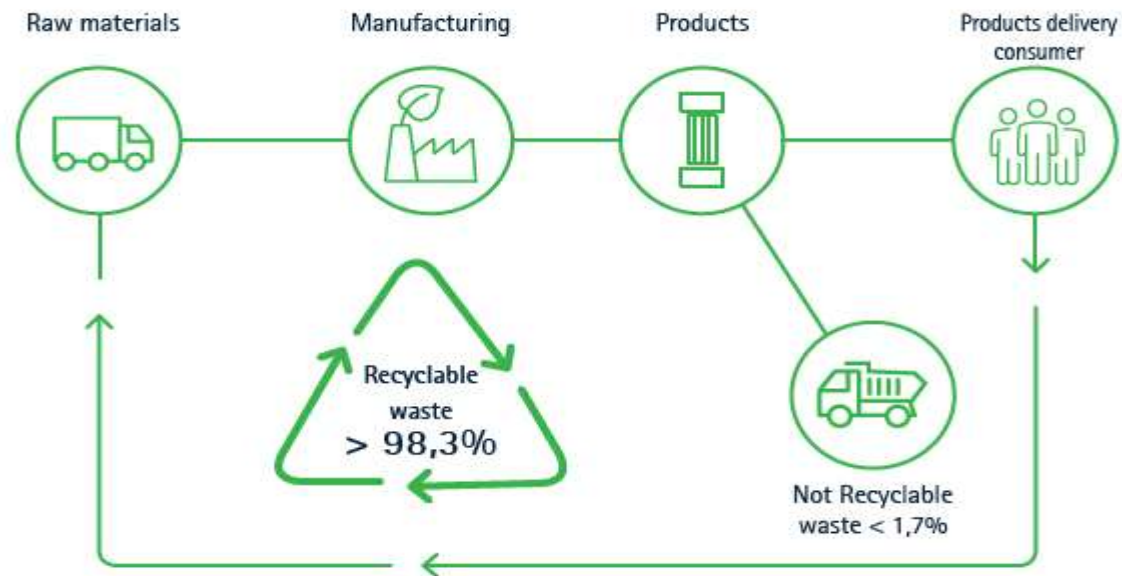 Raw materials
Manufacturing
Products
Products delivery
consumer
Recyclable
waste
> 98,3%
Not Recyclable
waste < 1,7%